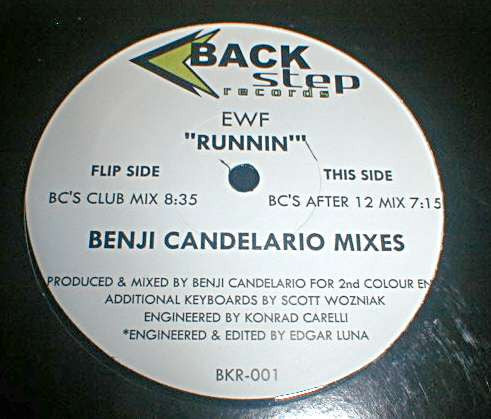 BACK
step
records
EWF
"RUNNIN'"
FLIP SIDE
THIS SIDE
BC'S CLUB MIX 8:35
BC'S AFTER 12 MIX 7:15
BENJI CANDELARIO MIXES
PRODUCED & MIXED BY BENJI CANDELARIO FOR 2nd COLOUR EN
ADDITIONAL KEYBOARDS BY SCOTT WOZNIAK
ENGINEERED BY KONRAD CARELLI
*ENGINEERED & EDITED BY EDGAR LUNA
BKR-001